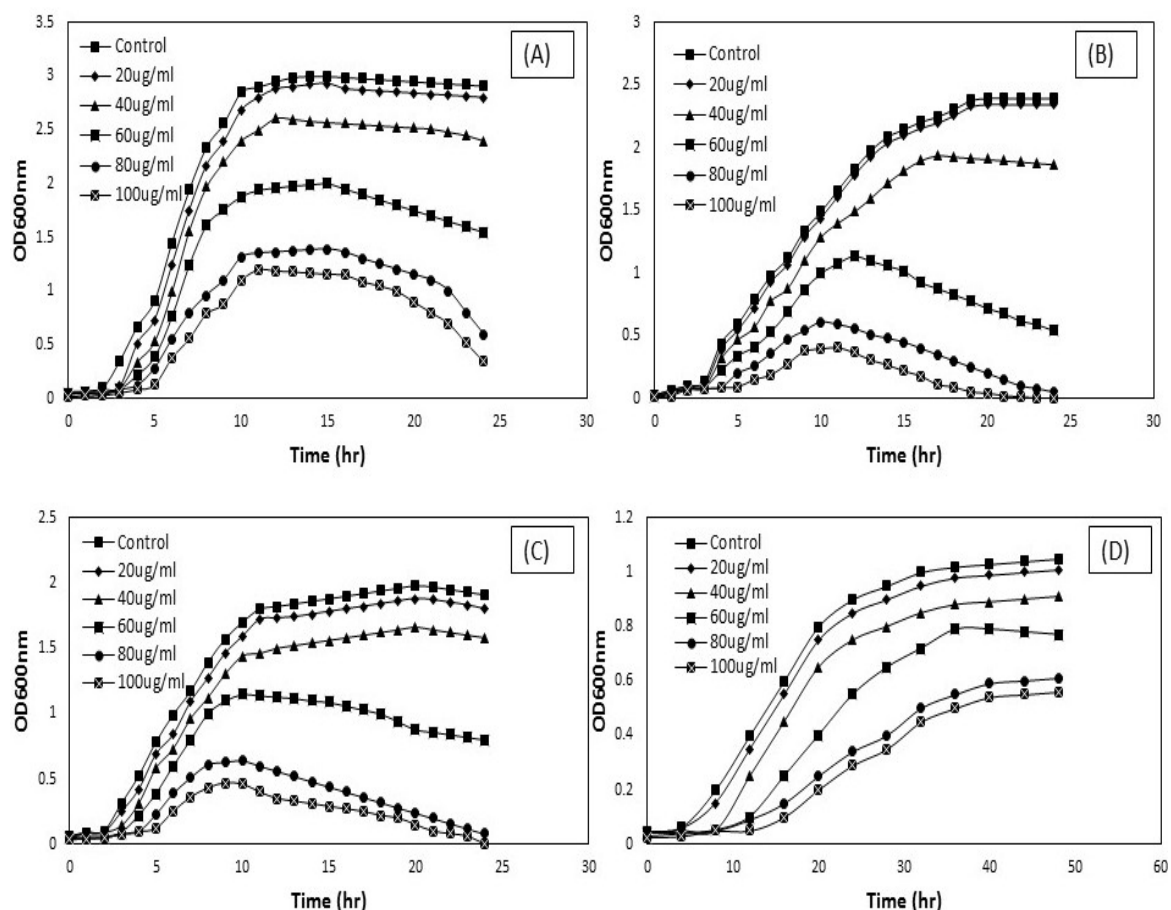 (A)
3.5
3
2.5
2
1.5
1
0.5
0
Control
20ug/ml
40ug/ml
60ug/ml
80ug/ml
100ug/ml
OD600nm
0 5 10 15 20 25 30
Time (hr)
(B)
3
2.5
2
1.5
1
0.5
0
Control
20ug/ml
40ug/ml
60ug/ml
80ug/ml
100ug/ml
OD600nm
0 5 10 15 20 25 30
Time (hr)
(C)
2.5
2
1.5
1
0.5
0
Control
20ug/ml
40ug/ml
60ug/ml
80ug/ml
100ug/ml
OD600nm
0 5 10 15 20 25 30
Time (hr)
(D)
1.2
1
0.8
0.6
0.4
0.2
0
Control
20ug/ml
40ug/ml
60ug/ml
80ug/ml
100ug/ml
OD600nm
0 10 20 30 40 50 60
Time (hr)